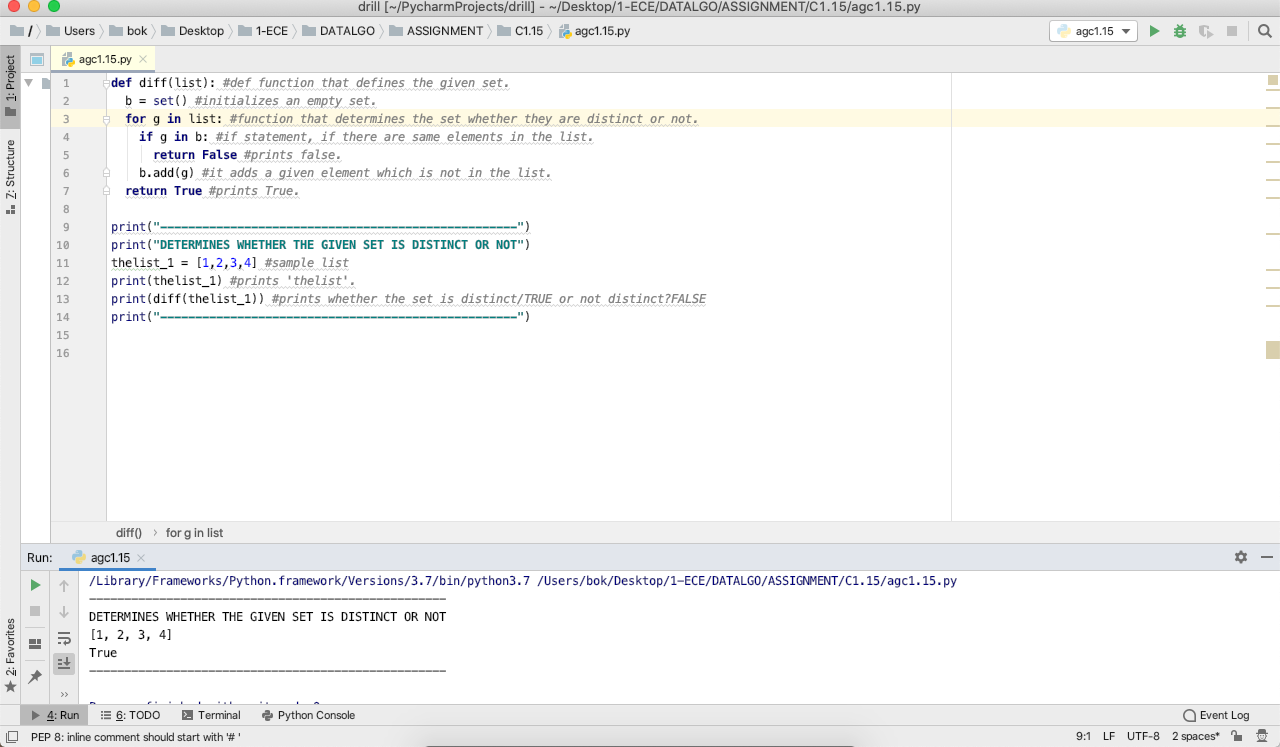 drill [~/PycharmProjects/drill] - ~/Desktop/1-ECE/DATALGO/ASSIGNMENT/C1.15/agc1.15.py
/ Users bok Desktop 1-ECE DATALGO ASSIGNMENT C1.15 agc1.15.py agc1.15
1: Project
agc1.15.py
1 def diff(list): #def function that defines the given set.
2 b = set() #initializes an empty set.
3 for g in list: #function that determines the set whether they are distinct or not.
4 if g in b: #if statement, if there are same elements in the list.
5 return False #prints false.
6 b.add(g) #it adds a given element which is not in the list.
7 return True #prints True.
8
9 print("---------------------------------------------------")
10 print("DETERMINES WHETHER THE GIVEN SET IS DISTINCT OR NOT")
11 thelist_1 = [1,2,3,4] #sample list
12 print(thelist_1) #prints 'thelist'.
13 print(diff(thelist_1)) #prints whether the set is distinct/TRUE or not distinct?FALSE
14 print("---------------------------------------------------")
15
16
Z: Structure
diff() › for g in list
Run: agc1.15
/Library/Frameworks/Python.framework/Versions/3.7/bin/python3.7 /Users/bok/Desktop/1-ECE/DATALGO/ASSIGNMENT/C1.15/agc1.15.py
---------------------------------------------------
DETERMINES WHETHER THE GIVEN SET IS DISTINCT OR NOT
[1, 2, 3, 4]
True
---------------------------------------------------
2: Favorites
4: Run 6: TODO Terminal Python Console Event Log
PEP 8: inline comment should start with '# ' 9:1 LF UTF-8 2 spaces*